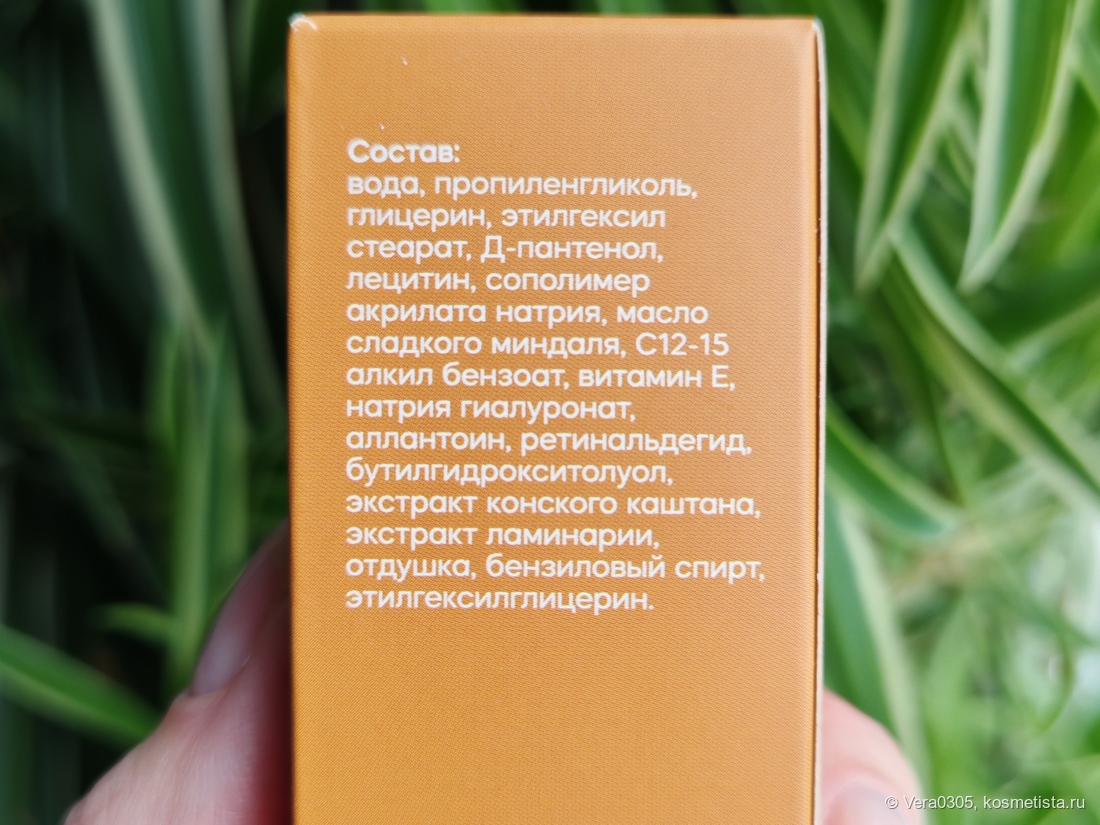 Состав:
вода, пропиленгликоль,
глицерин, этилгексил
стеарат, Д-пантенол,
лецитин, сополимер
акрилата натрия, масло
сладкого миндаля, С12-15
алкил бензоат, витамин Е,
натрия гиалуронат,
аллантоин, ретинальдегид,
бутилгидрокситолуол,
экстракт конского каштана,
экстракт ламинарии,
отдушка, бензиловый спирт,
этилгексилглицерин.
© Vera0305, kosmetista.ru